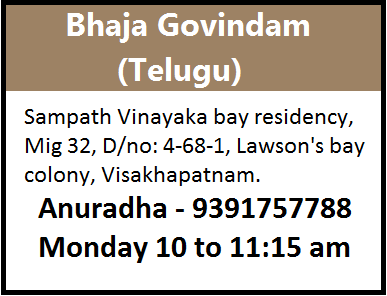 Bhaja Govindam
(Telugu)
Sampath Vinayaka bay residency,
Mig 32, D/no: 4-68-1, Lawson's bay
colony, Visakhapatnam.
Anuradha - 9391757788
Monday 10 to 11:15 am